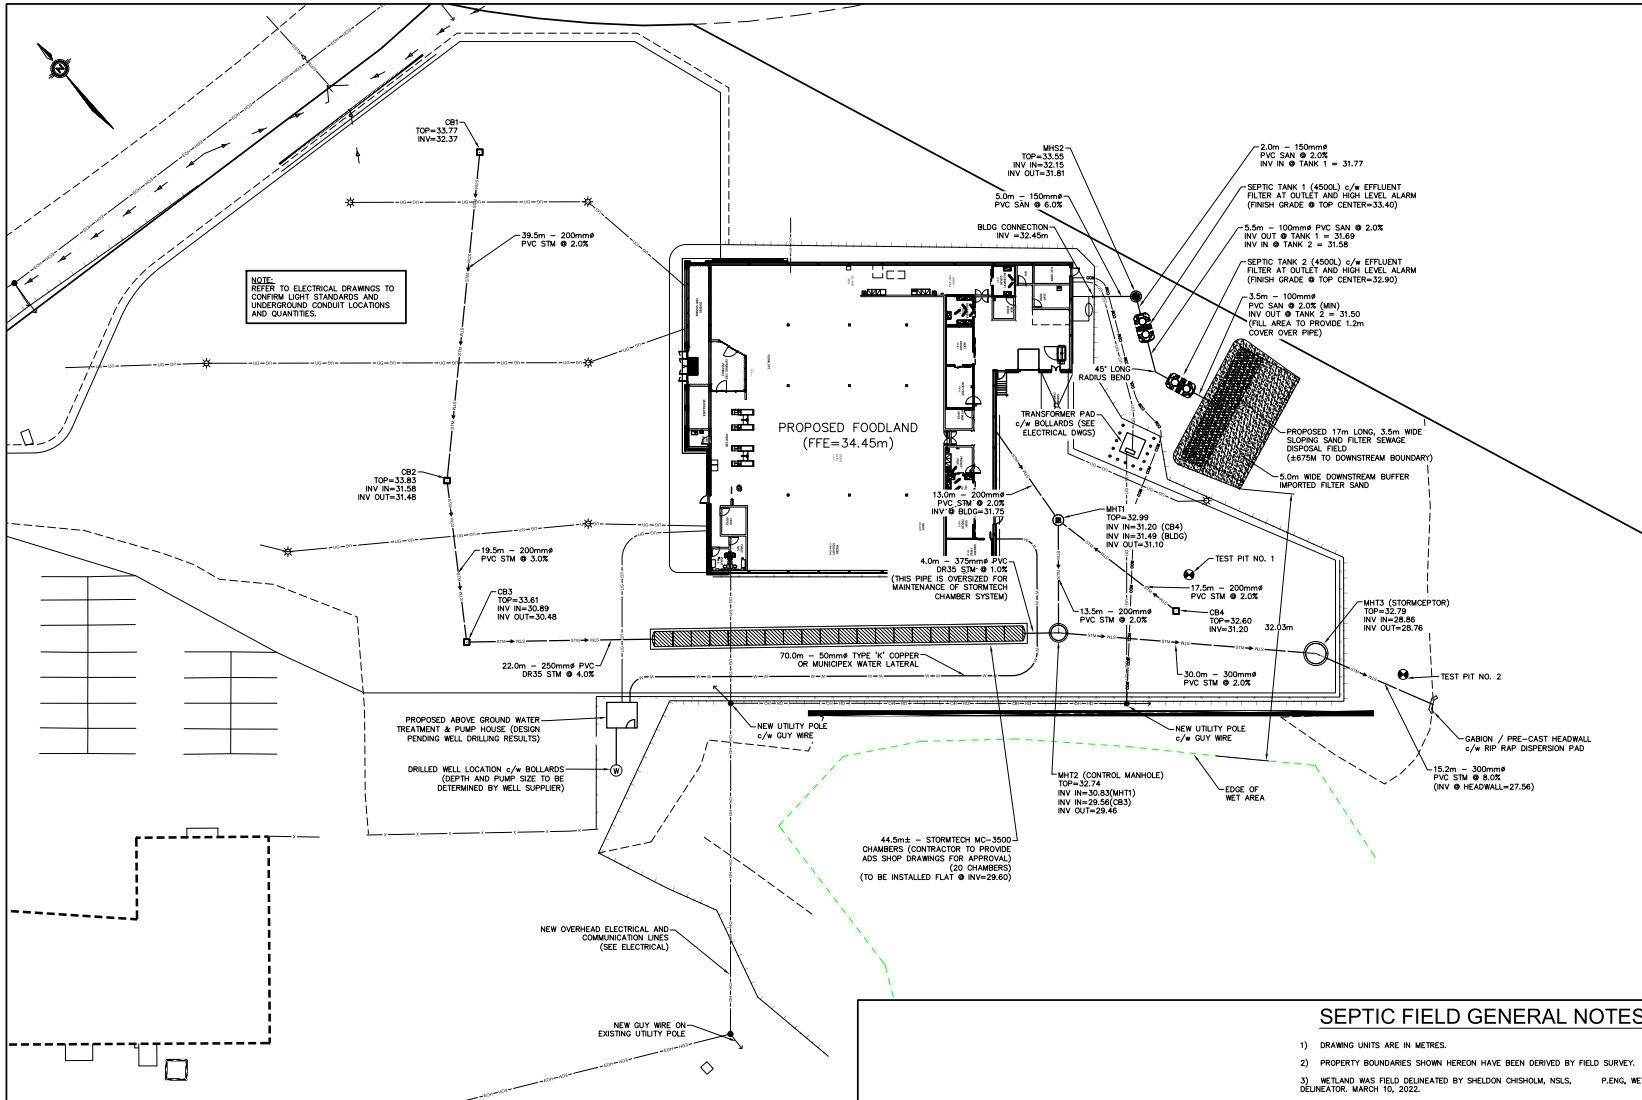 N
CB1
TOP=33.77
INV=32.37
39.5m - 200mmø
PVC STM @ 2.0%
NOTE:
REFER TO ELECTRICAL DRAWINGS TO
CONFIRM LIGHT STANDARDS AND
UNDERGROUND CONDUIT LOCATIONS
AND QUANTITIES.
CB2
TOP=33.83
INV IN=31.58
INV OUT=31.48
19.5m - 200mmø
PVC STM @ 3.0%
CB3
TOP=33.61
INV IN=30.89
INV OUT=30.48
22.0m - 250mmø PVC
DR35 STM @ 4.0%
PROPOSED FOODLAND
(FFE=34.45m)
MHS2
TOP=33.55
INV IN=32.15
INV OUT=31.81
5.0m - 150mmø
PVC SAN @ 6.0%
BLDG CONNECTION
INV =32.45m
2.0m - 150mmø
PVC SAN @ 2.0%
INV IN @ TANK 1 = 31.77
SEPTIC TANK 1 (4500L) c/w EFFLUENT
FILTER AT OUTLET AND HIGH LEVEL ALARM
(FINISH GRADE @ TOP CENTER=33.40)
5.5m - 100mmø PVC SAN @ 2.0%
INV OUT @ TANK 1 = 31.69
INV IN @ TANK 2 = 31.58
SEPTIC TANK 2 (4500L) c/w EFFLUENT
FILTER AT OUTLET AND HIGH LEVEL ALARM
(FINISH GRADE @ TOP CENTER=32.90)
3.5m - 100mmø
PVC SAN @ 2.0% (MIN)
INV OUT @ TANK 2 = 31.50
(FILL AREA TO PROVIDE 1.2m
COVER OVER PIPE)
45° LONG
RADIUS BEND
TRANSFORMER PAD
c/w BOLLARDS (SEE
ELECTRICAL DWGS)
PROPOSED 17m LONG, 3.5m WIDE
SLOPING SAND FILTER SEWAGE
DISPOSAL FIELD
(±675M TO DOWNSTREAM BOUNDARY)
5.0m WIDE DOWNSTREAM BUFFER
IMPORTED FILTER SAND
13.0m - 200mmø
PVC STM @ 2.0%
INV @ BLDG=31.75
MHT1
TOP=32.99
INV IN=31.20 (CB4)
INV IN=31.49 (BLDG)
INV OUT=31.10
4.0m - 375mmø PVC
DR35 STM @ 1.0%
(THIS PIPE IS OVERSIZED FOR
MAINTENANCE OF STORMTECH
CHAMBER SYSTEM)
TEST PIT NO. 1
17.5m - 200mmø
PVC STM @ 2.0%
13.5m - 200mmø
PVC STM @ 2.0%
CB4
TOP=32.60
INV=31.20
32.03m
MHT3 (STORMCEPTOR)
TOP=32.79
INV IN=28.86
INV OUT=28.76
70.0m - 50mmø TYPE 'K' COPPER
OR MUNICIPEX WATER LATERAL
30.0m - 300mmø
PVC STM @ 2.0%
TEST PIT NO. 2
PROPOSED ABOVE GROUND WATER
TREATMENT & PUMP HOUSE (DESIGN
PENDING WELL DRILLING RESULTS)
NEW UTILITY POLE
c/w GUY WIRE
NEW UTILITY POLE
c/w GUY WIRE
GABION / PRE-CAST HEADWALL
c/w RIP RAP DISPERSION PAD
W
DRILLED WELL LOCATION c/w BOLLARDS
(DEPTH AND PUMP SIZE TO BE
DETERMINED BY WELL SUPPLIER)
MHT2 (CONTROL MANHOLE)
TOP=32.74
INV IN=30.83(MHT1)
INV IN=29.56(CB3)
INV OUT=29.46
EDGE OF
WET AREA
15.2m - 300mmø
PVC STM @ 8.0%
(INV @ HEADWALL=27.56)
44.5m± - STORMTECH MC-3500
CHAMBERS (CONTRACTOR TO PROVIDE
ADS SHOP DRAWINGS FOR APPROVAL)
(20 CHAMBERS)
(TO BE INSTALLED FLAT @ INV=29.60)
NEW OVERHEAD ELECTRICAL AND
COMMUNICATION LINES
(SEE ELECTRICAL)
NEW GUY WIRE ON
EXISTING UTILITY POLE
SEPTIC FIELD GENERAL NOTES
1) DRAWING UNITS ARE IN METRES.
2) PROPERTY BOUNDARIES SHOWN HEREON HAVE BEEN DERIVED BY FIELD SURVEY.
3) WETLAND WAS FIELD DELINEATED BY SHELDON CHISHOLM, NSLS, P.ENG, WE
DELINEATOR. MARCH 10, 2022.